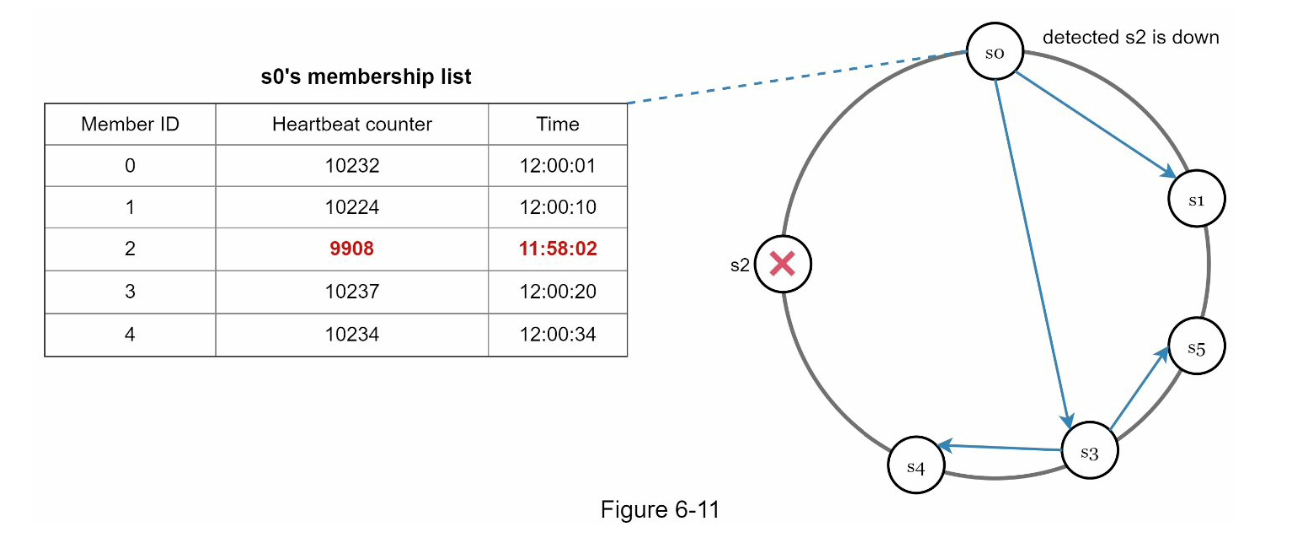 s0's membership list
Member ID Heartbeat counter Time
0 10232 12:00:01
1 10224 12:00:10
2 9908 11:58:02
3 10237 12:00:20
4 10234 12:00:34
s0 detected s2 is down
s1
s2
s5
s3
s4
Figure 6-11